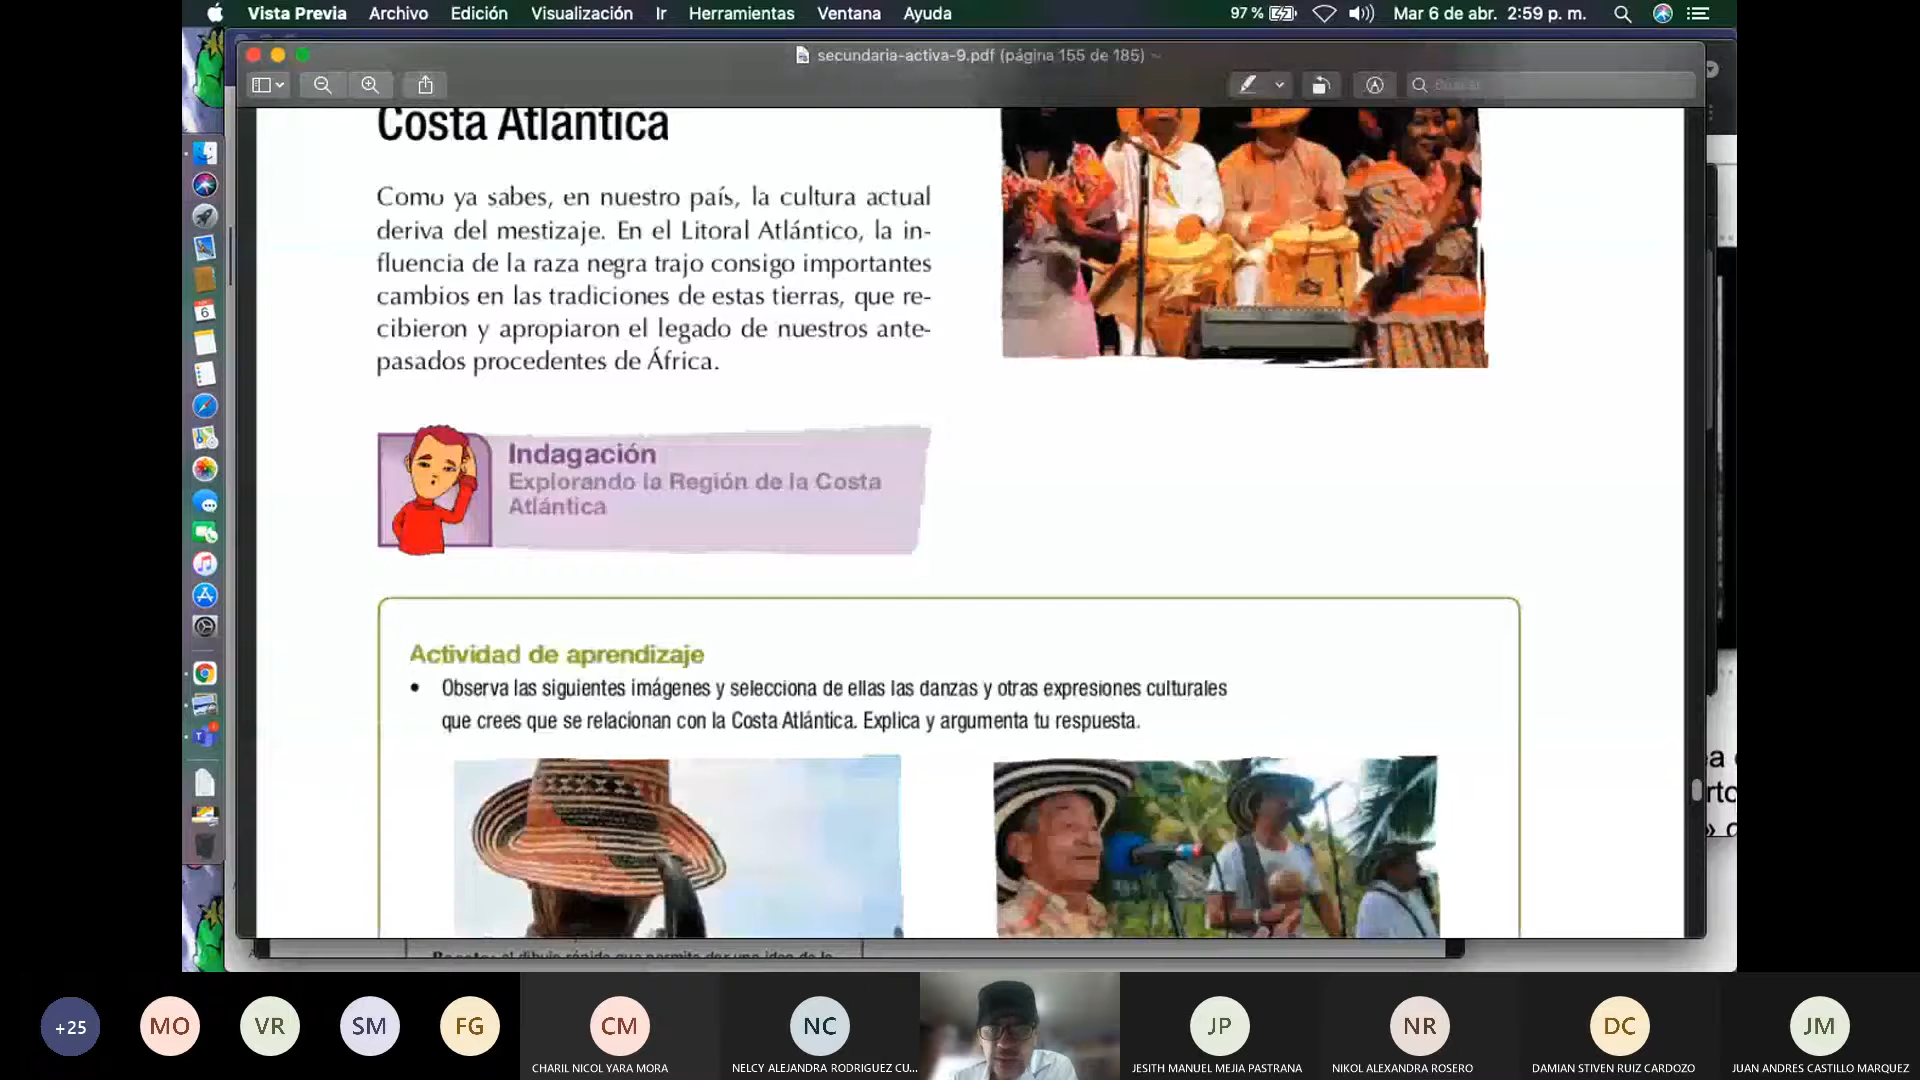 Vista Previa Archivo Edición Visualización Ir Herramientas Ventana Ayuda 97 % Mar 6 de abr. 2:59 p. m.
secundaria-activa-9.pdf (página 155 de 185)
Buscar
Costa Atlántica
Como ya sabes, en nuestro país, la cultura actual
deriva del mestizaje. En el Litoral Atlántico, la in-
fluencia de la raza negra trajo consigo importantes
cambios en las tradiciones de estas tierras, que re-
cibieron y apropiaron el legado de nuestros ante-
pasados procedentes de África.
Indagación
Explorando la Región de la Costa
Atlántica
Actividad de aprendizaje
• Observa las siguientes imágenes y selecciona de ellas las danzas y otras expresiones culturales
que crees que se relacionan con la Costa Atlántica. Explica y argumenta tu respuesta.
+25 MO VR SM FG CM NC JP NR DC JM
CHARIL NICOL YARA MORA NELCY ALEJANDRA RODRIGUEZ CU... JESITH MANUEL MEJIA PASTRANA NIKOL ALEXANDRA ROSERO DAMIAN STIVEN RUIZ CARDOZO JUAN ANDRES CASTILLO MARQUEZ